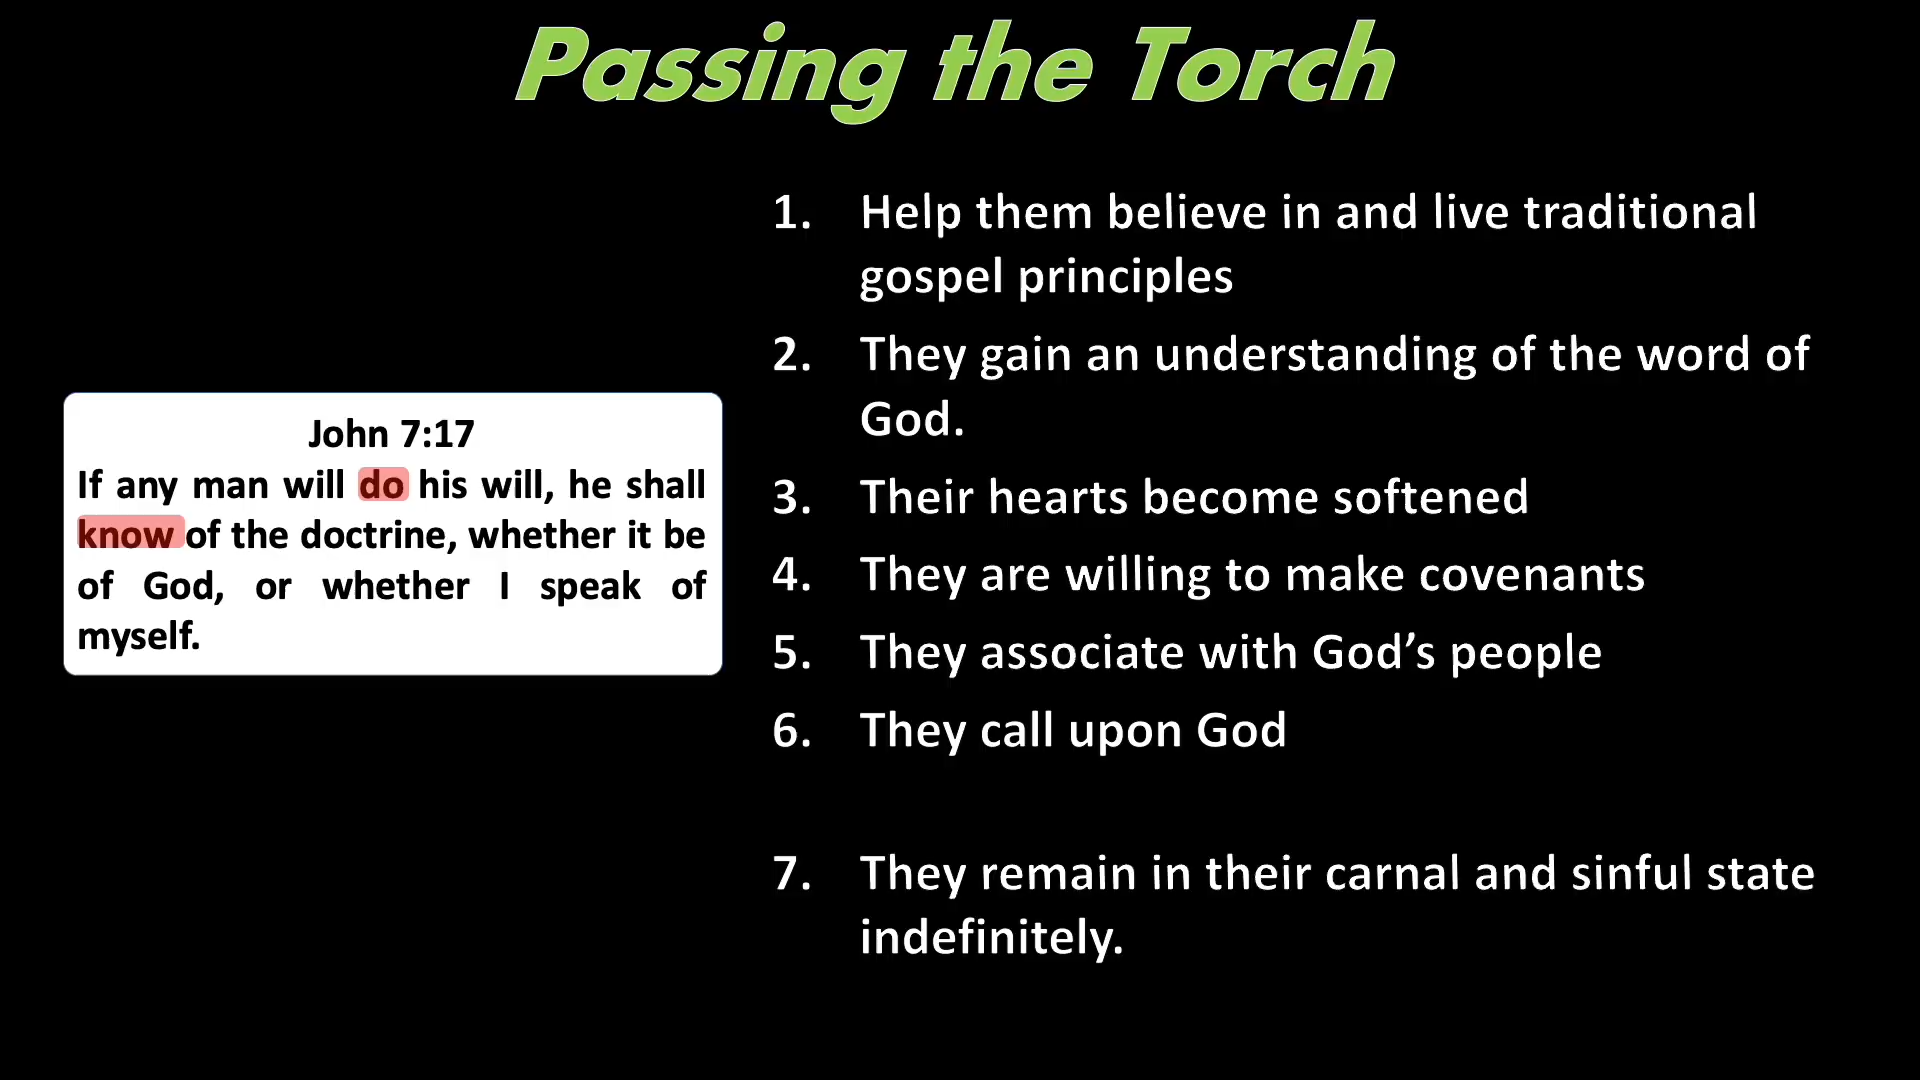 Passing the Torch
John 7:17
If any man will do his will, he shall
know of the doctrine, whether it be
of God, or whether I speak of
myself.
1. Help them believe in and live traditional
gospel principles
2. They gain an understanding of the word of
God.
3. Their hearts become softened
4. They are willing to make covenants
5. They associate with God’s people
6. They call upon God
7. They remain in their carnal and sinful state
indefinitely.